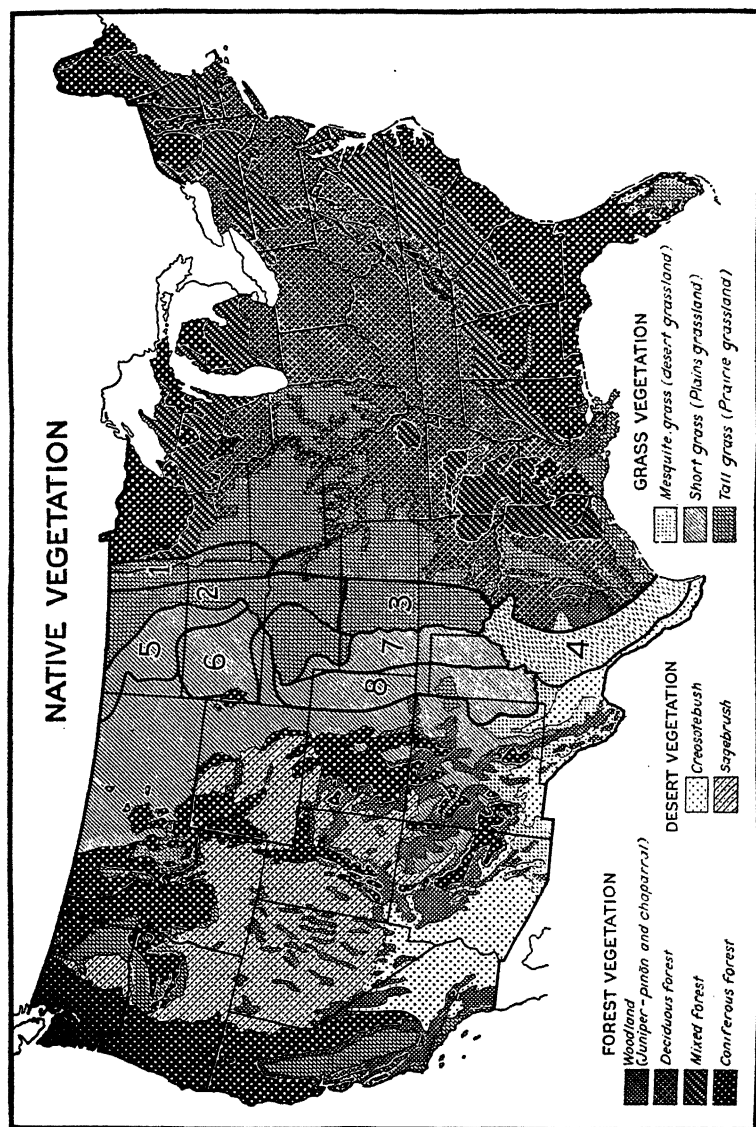 NATIVE VEGETATION
1
2
3
4
5
6
7
8
FOREST VEGETATION
Woodland
(Juniper-piñon and chaparral)
Deciduous forest
Mixed forest
Coniferous forest
DESERT VEGETATION
Creosotebush
Sagebrush
GRASS VEGETATION
Mesquite grass (desert grassland)
Short grass (Plains grassland)
Tall grass (Prairie grassland)